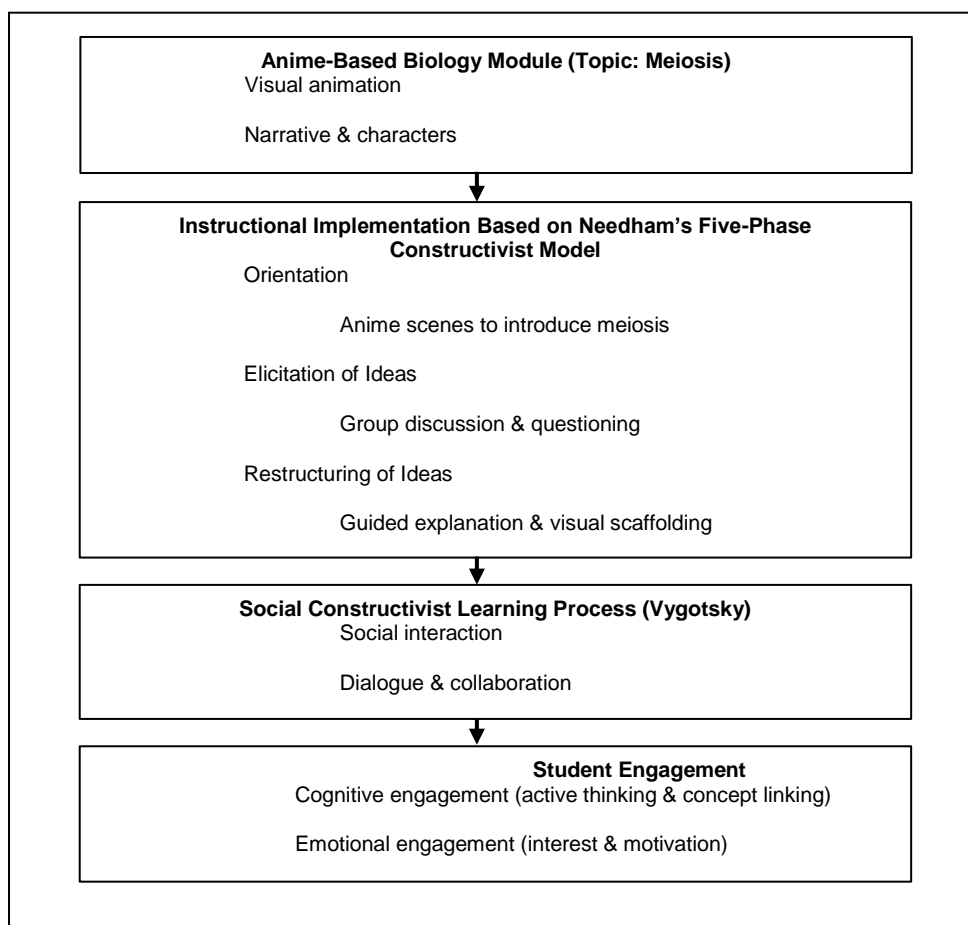 Anime-Based Biology Module (Topic: Meiosis)
Visual animation
Narrative & characters
Instructional Implementation Based on Needham’s Five-Phase
Constructivist Model
Orientation
Anime scenes to introduce meiosis
Elicitation of Ideas
Group discussion & questioning
Restructuring of Ideas
Guided explanation & visual scaffolding
Social Constructivist Learning Process (Vygotsky)
Social interaction
Dialogue & collaboration
Student Engagement
Cognitive engagement (active thinking & concept linking)
Emotional engagement (interest & motivation)